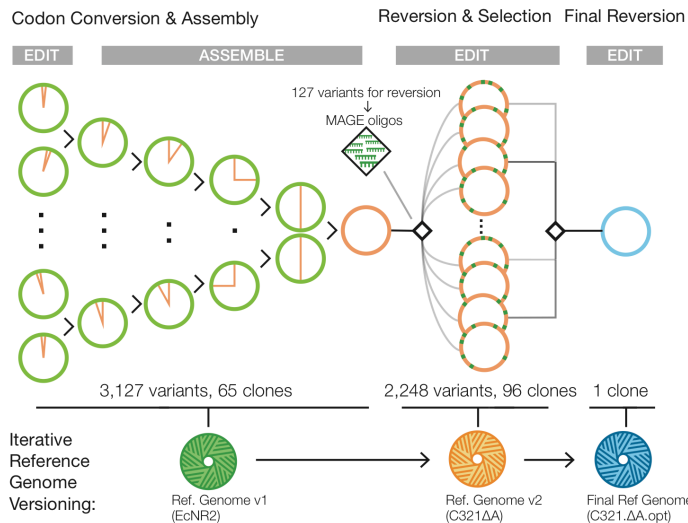 Codon Conversion & Assembly
Reversion & Selection
Final Reversion
EDIT
ASSEMBLE
EDIT
EDIT
127 variants for reversion
MAGE oligos
3,127 variants, 65 clones
2,248 variants, 96 clones
1 clone
Iterative
Reference
Genome
Versioning:
Ref. Genome v1
(EcNR2)
Ref. Genome v2
(C321ΔA)
Final Ref Genome
(C321.ΔA.opt)